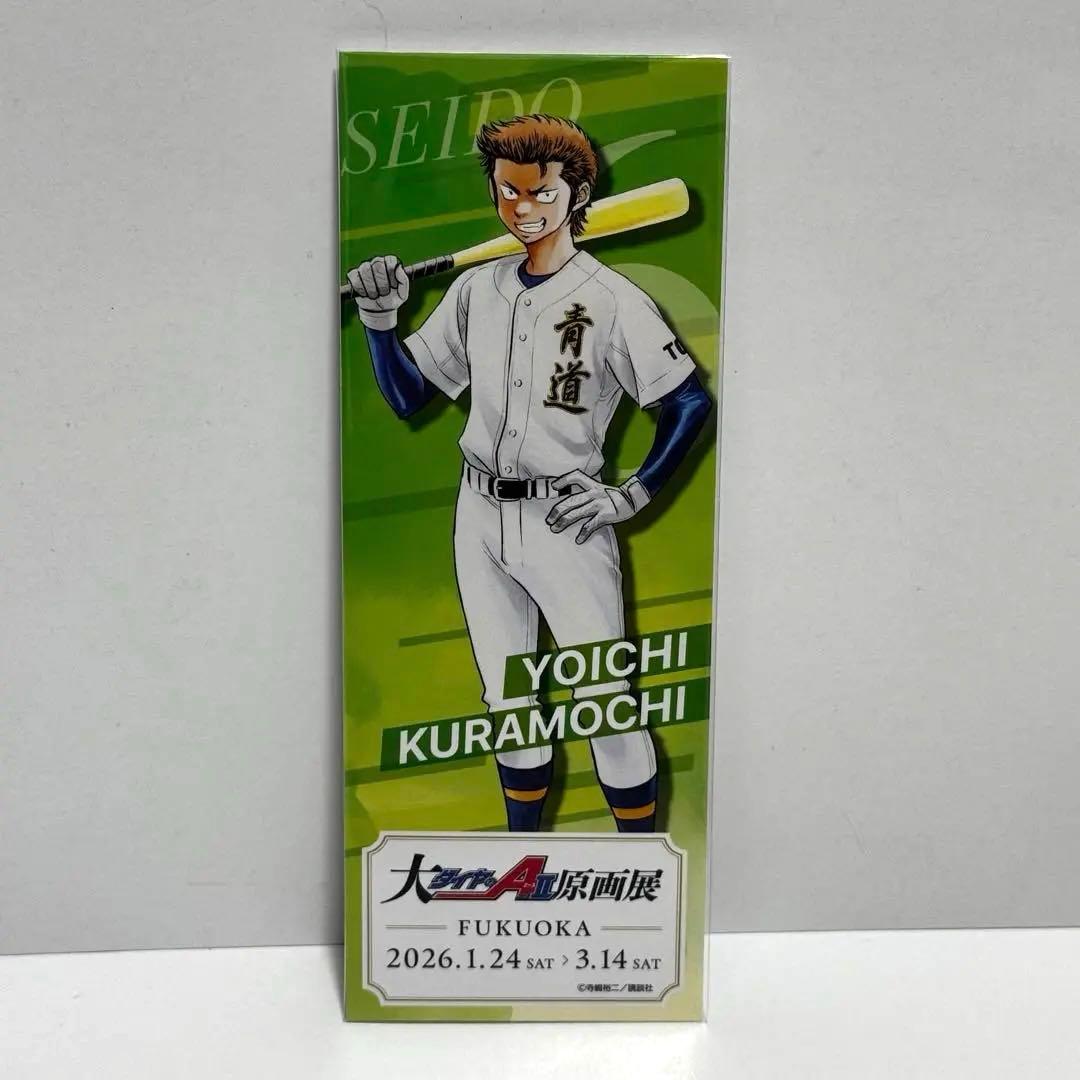 SEIDO
青道
TO
YOICHI
KURAMOCHI
大ダイヤのAII原画展
FUKUOKA
2026.1.24 SAT > 3.14 SAT
©寺嶋裕二/講談社